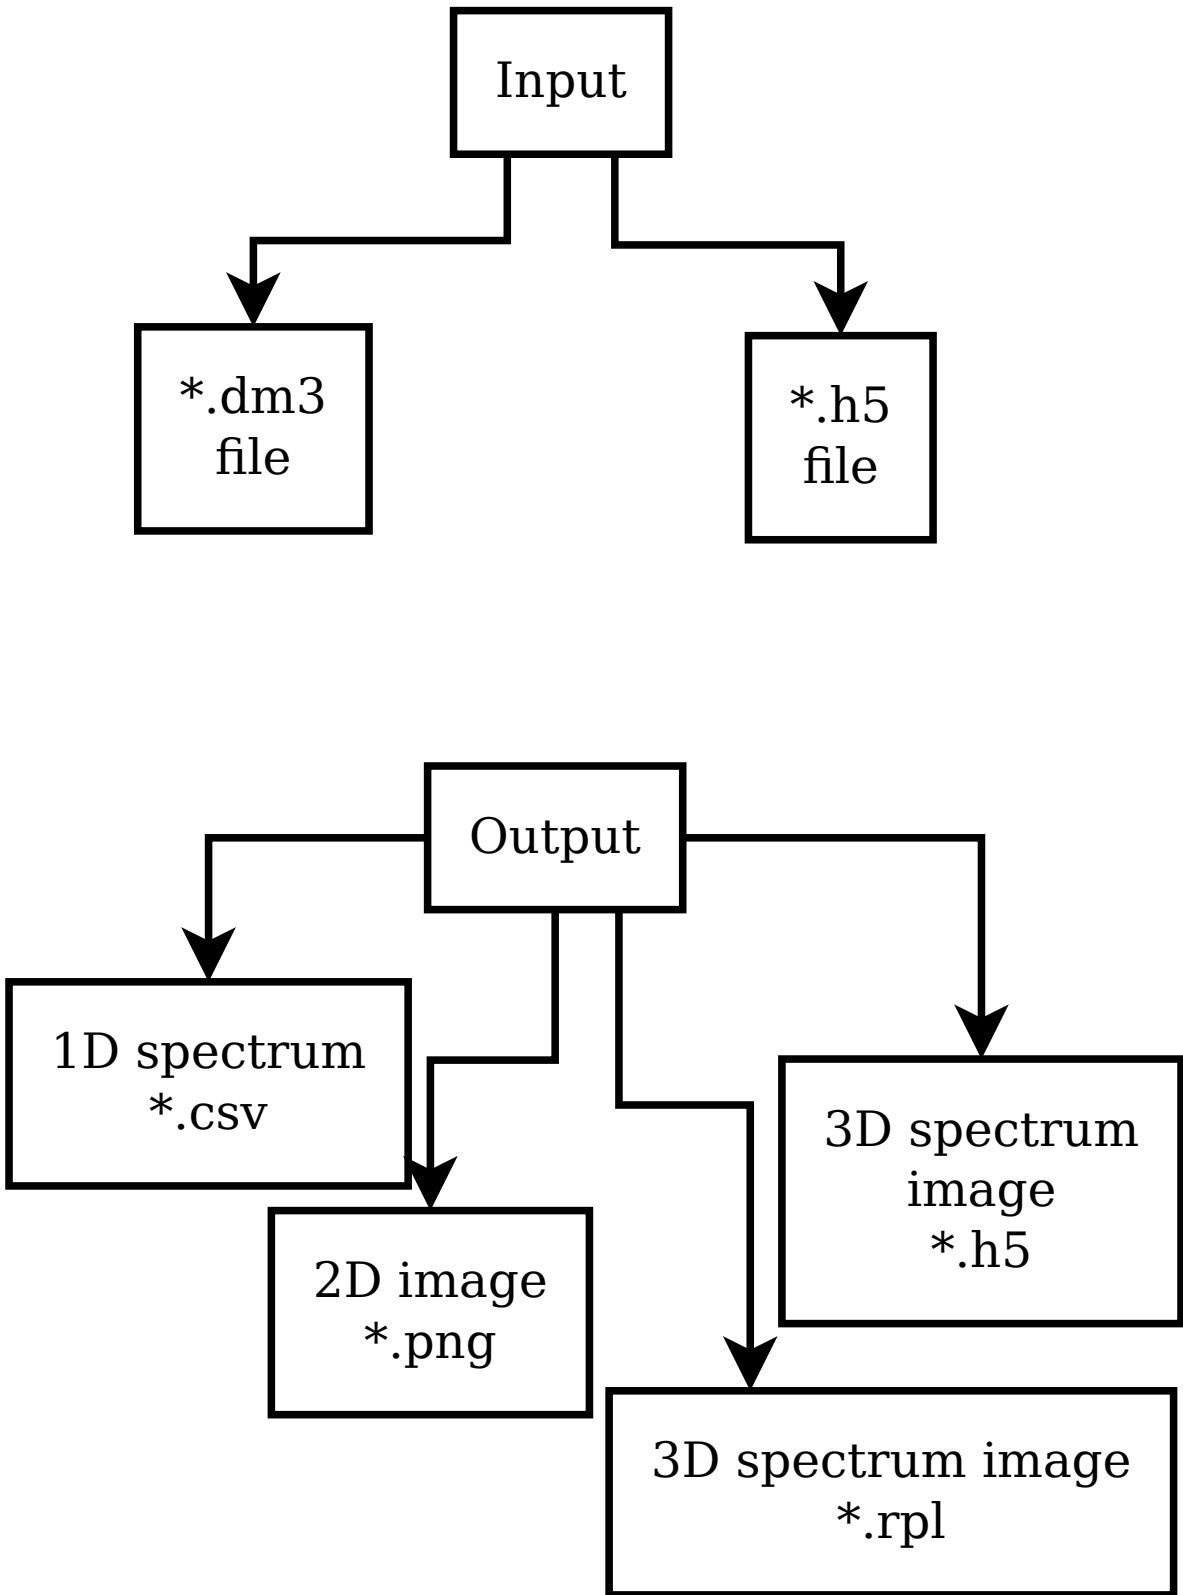 Input
*.dm3
file
*.h5
file
Output
1D spectrum
*.csv
2D image
*.png
3D spectrum
image
*.h5
3D spectrum image
*.rpl